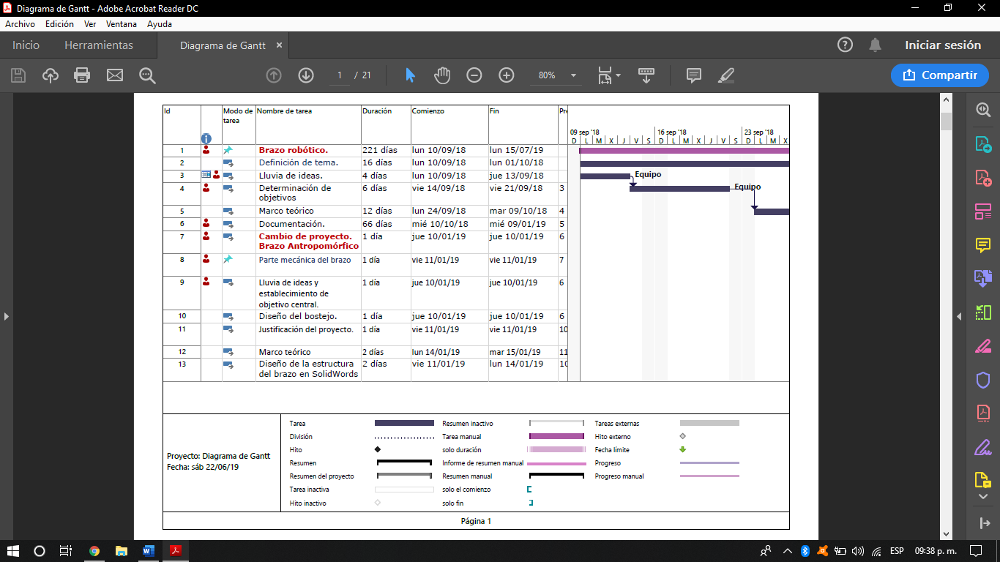 Diagrama de Gantt - Adobe Acrobat Reader DC
Archivo Edición Ver Ventana Ayuda
Inicio Herramientas Diagrama de Gantt × Iniciar sesión
1 / 21 80% Compartir
Id Modo de tarea Nombre de tarea Duración Comienzo Fin Pre
09 sep '18 16 sep '18 23 sep '18
D L M X J V S D L M X J V S D L M X
1 Brazo robótico. 221 días lun 10/09/18 lun 15/07/19
2 Definición de tema. 16 días lun 10/09/18 lun 01/10/18
3 Lluvia de ideas. 4 días lun 10/09/18 jue 13/09/18 Equipo
4 Determinación de objetivos 6 días vie 14/09/18 vie 21/09/18 3 Equipo
5 Marco teórico 12 días lun 24/09/18 mar 09/10/18 4
6 Documentación. 66 días mié 10/10/18 mié 09/01/19 5
7 Cambio de proyecto. Brazo Antropomórfico 1 día jue 10/01/19 jue 10/01/19 6
8 Parte mecánica del brazo 1 día vie 11/01/19 vie 11/01/19 7
9 Lluvia de ideas y establecimiento de objetivo central. 1 día jue 10/01/19 jue 10/01/19 6
10 Diseño del bostejo. 1 día jue 10/01/19 jue 10/01/19 6
11 Justificación del proyecto. 1 día vie 11/01/19 vie 11/01/19 10
12 Marco teórico 2 días lun 14/01/19 mar 15/01/19 11
13 Diseño de la estructura del brazo en SolidWords 2 días vie 11/01/19 lun 14/01/19 10
Proyecto: Diagrama de Gantt
Fecha: sáb 22/06/19
Tarea Resumen inactivo Tareas externas
División Tarea manual Hito externo
Hito solo duración Fecha límite
Resumen Informe de resumen manual Progreso
Resumen del proyecto Resumen manual Progreso manual
Tarea inactiva solo el comienzo
Hito inactivo solo fin
Página 1
ESP 09:38 p. m.